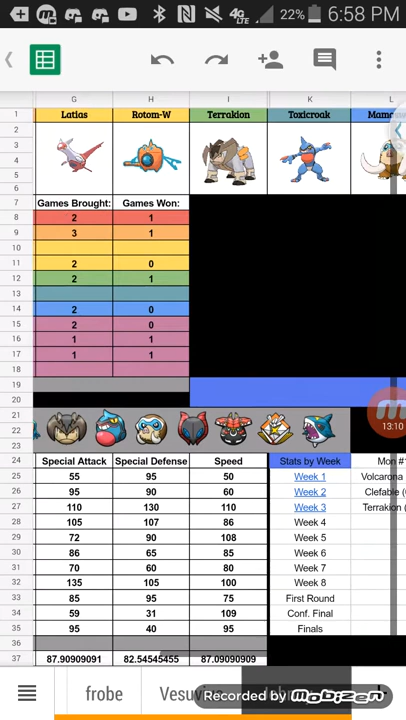 22% 6:58 PM
4G LTE
G H I K L
1 Latias Rotom-W Terrakion Toxicroak
2
3
4
5
6
7 Games Brought: Games Won:
8 2 1
9 3 1
10
11 2 0
12 2 1
13
14 2 0
15 2 0
16 1 1
17 1 1
18
19
20
21
22
23
24 Special Attack Special Defense Speed Stats by Week Mon #
25 55 95 50 Week 1 Volcarona
26 95 90 60 Week 2 Clefable (
27 110 130 110 Week 3 Terrakion (
28 105 107 86 Week 4
29 72 90 108 Week 5
30 86 65 85 Week 6
31 70 60 80 Week 7
32 135 105 100 Week 8
33 85 95 75 First Round
34 59 31 109 Conf. Final
35 95 40 95 Finals
36
37 87.90909091 82.54545455 87.09090909
13:10
frobe Vesuvi
Recorded by mobizen